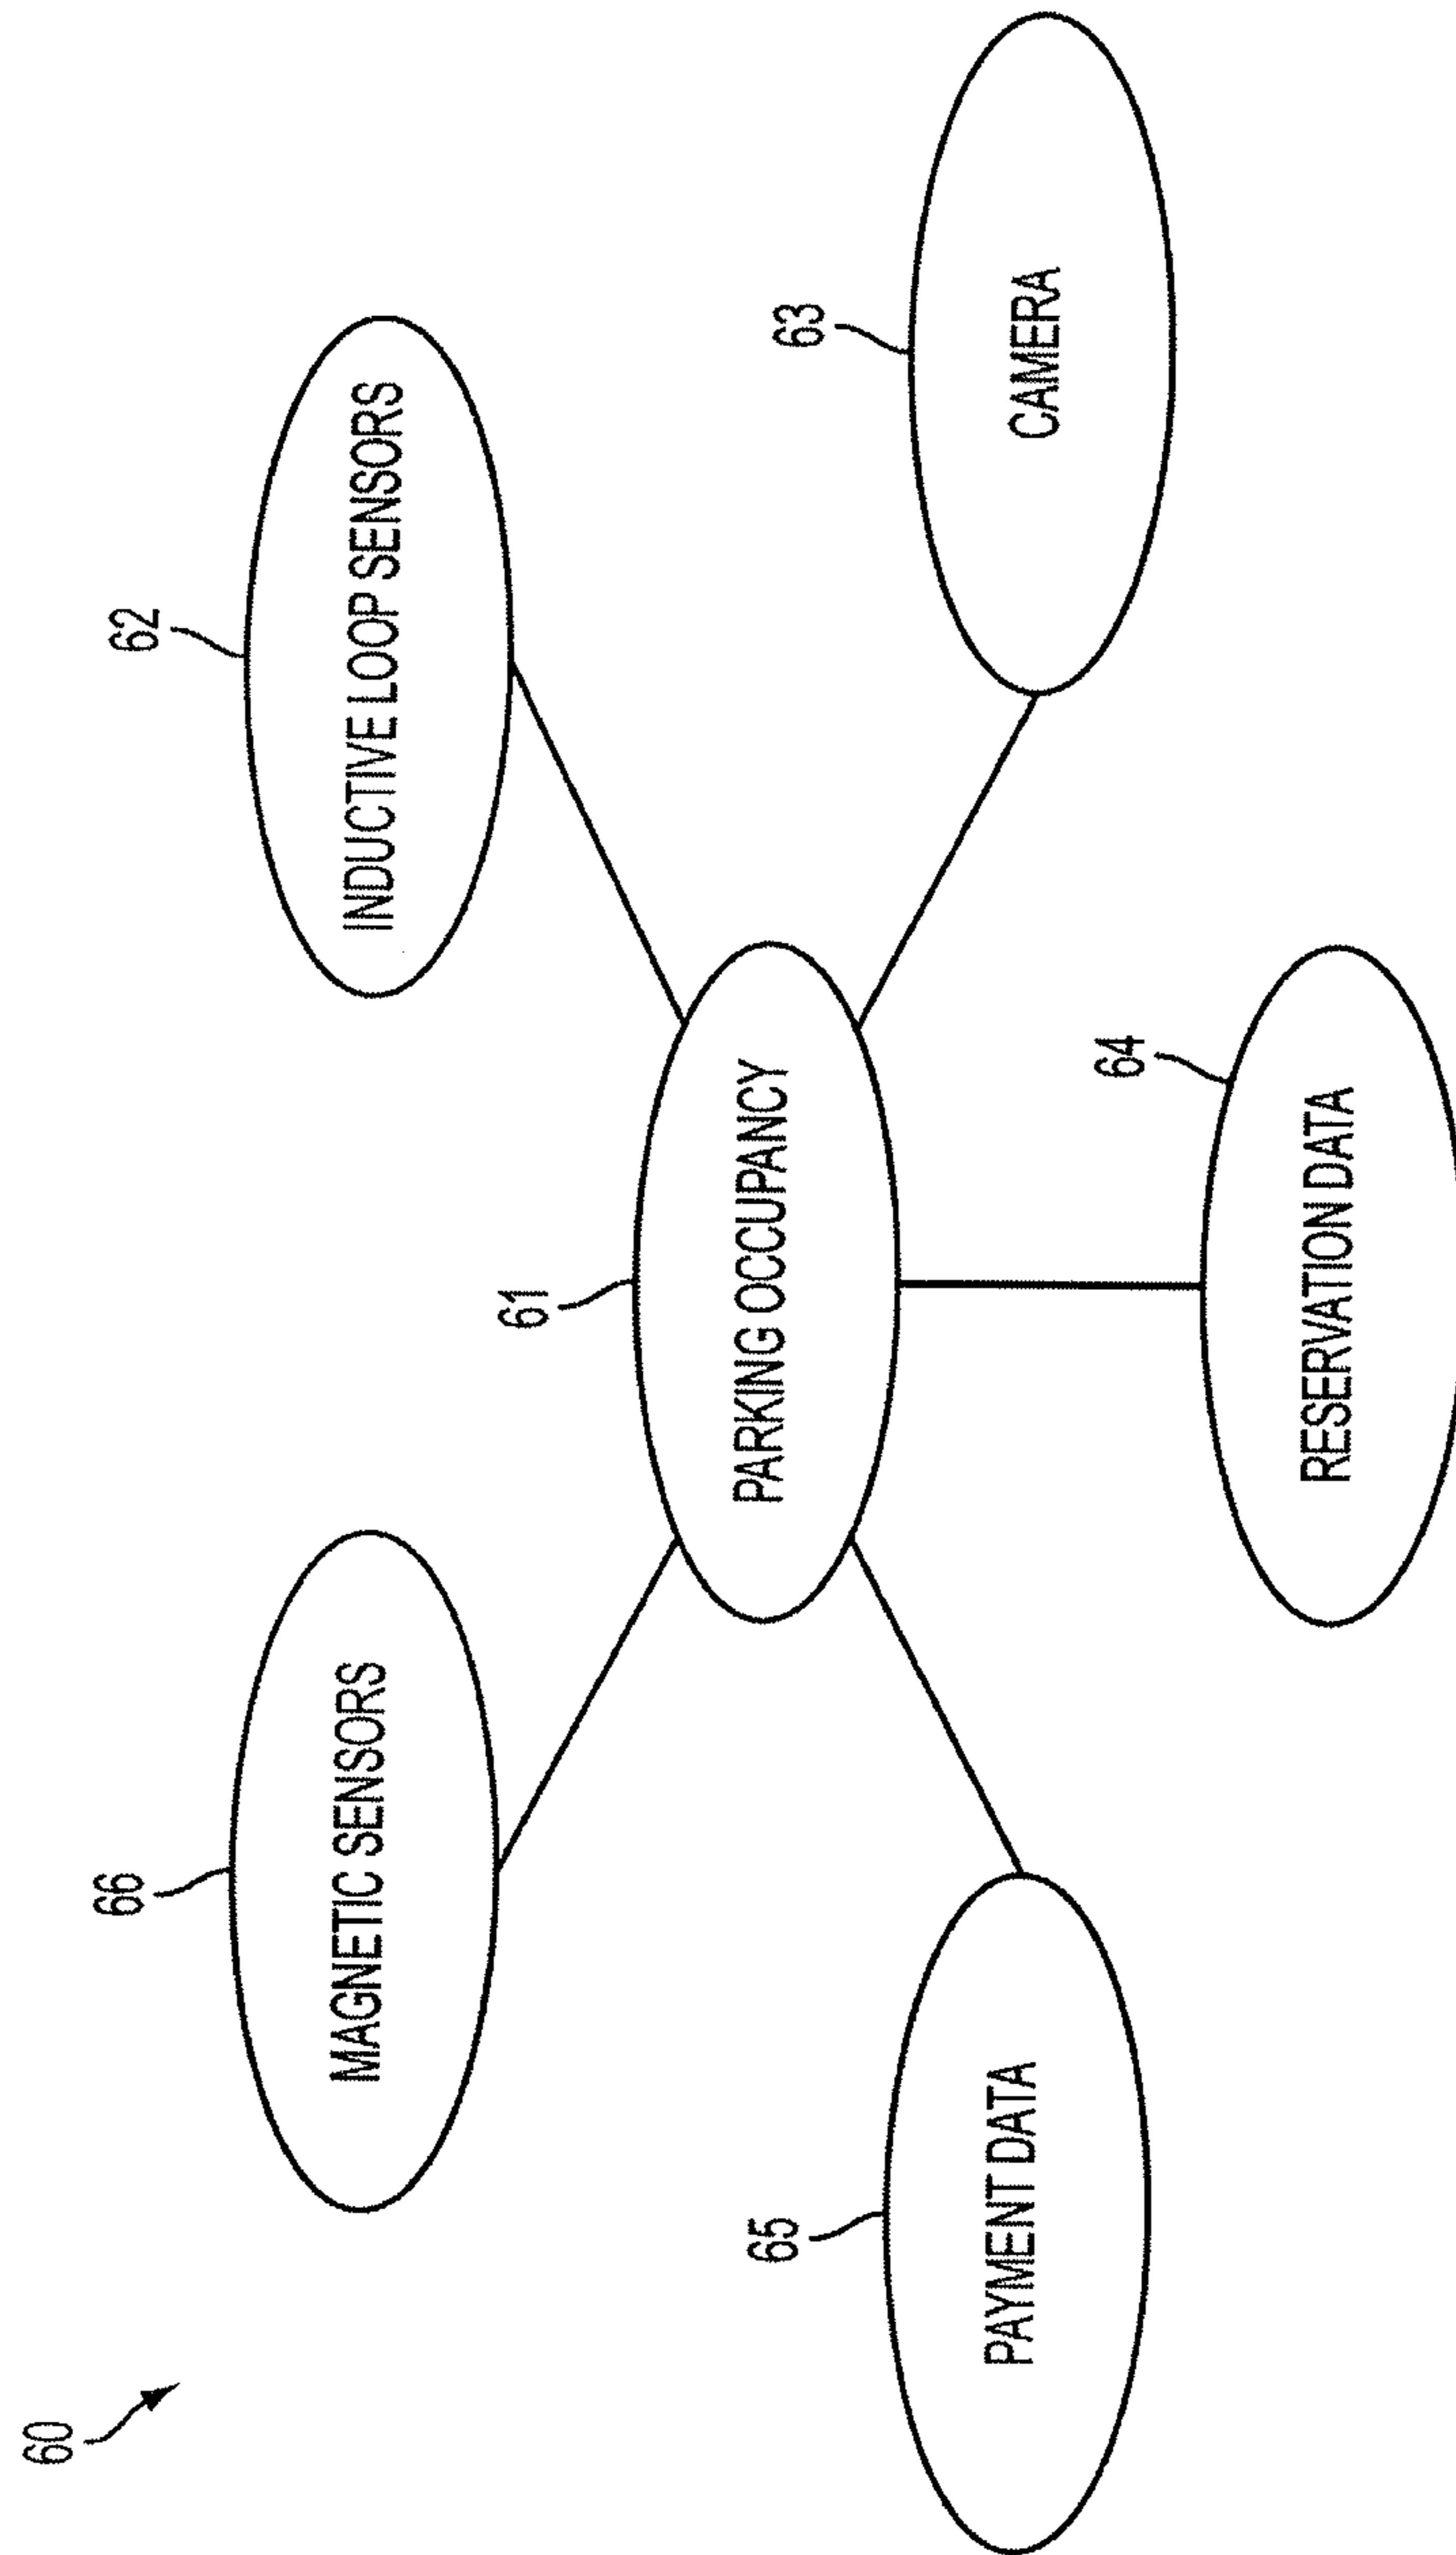 60
66
MAGNETIC SENSORS
62
INDUCTIVE LOOP SENSORS
61
PARKING OCCUPANCY
65
PAYMENT DATA
63
CAMERA
64
RESERVATION DATA